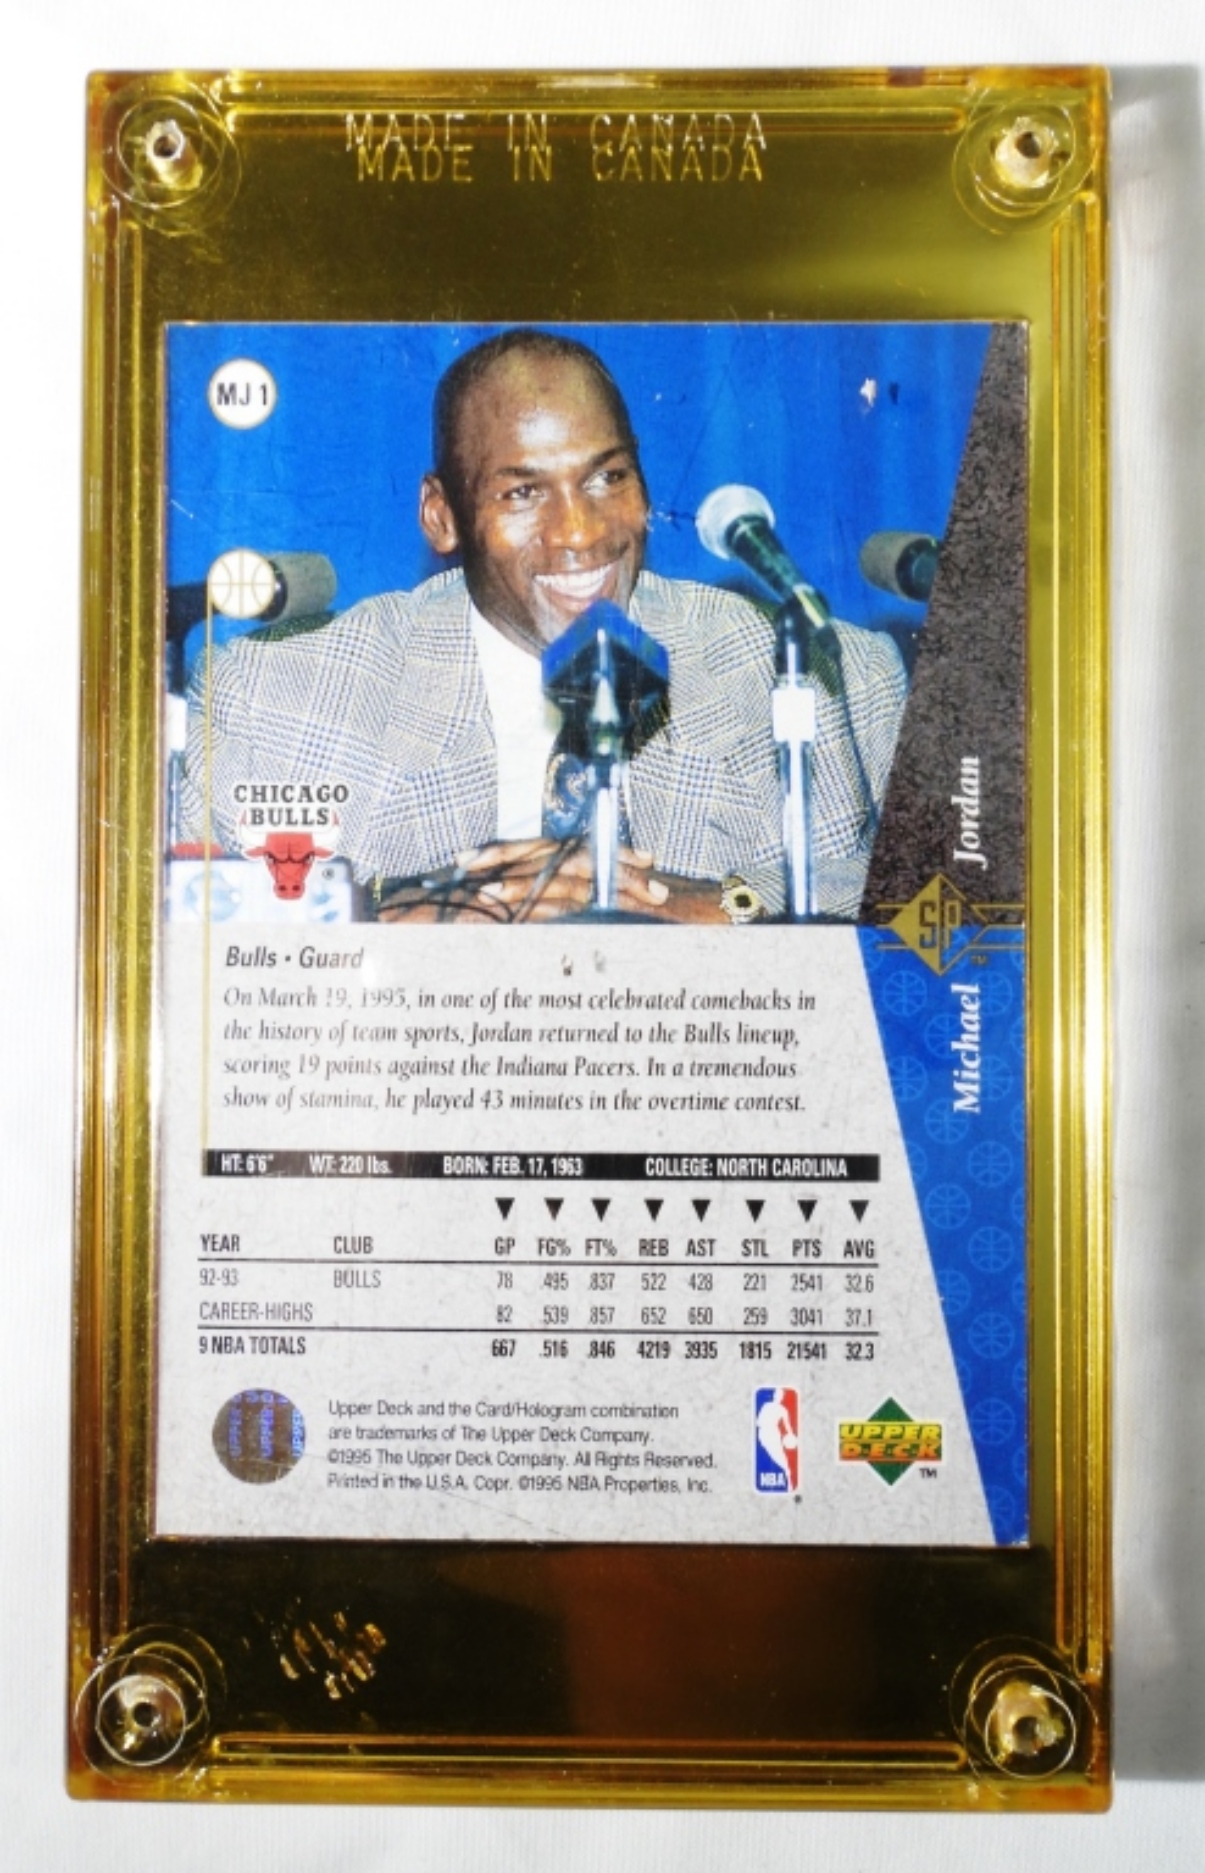 MADE IN CANADA
MADE IN CANADA
MJ 1
CHICAGO
BULLS
®
Michael Jordan
SP
TM
Bulls • Guard
On March 19, 1995, in one of the most celebrated comebacks in
the history of team sports, Jordan returned to the Bulls lineup,
scoring 19 points against the Indiana Pacers. In a tremendous
show of stamina, he played 43 minutes in the overtime contest.
HT: 6'6" WT: 220 lbs. BORN: FEB. 17, 1963 COLLEGE: NORTH CAROLINA
YEAR CLUB GP FG% FT% REB AST STL PTS AVG
92-93 BULLS 78 .495 .837 522 428 221 2541 32.6
CAREER-HIGHS 82 .539 .857 652 650 259 3041 37.1
9 NBA TOTALS 667 .516 .846 4219 3935 1815 21541 32.3
UPPER UPPER UPPER
Upper Deck and the Card/Hologram combination
are trademarks of The Upper Deck Company.
©1995 The Upper Deck Company. All Rights Reserved.
Printed in the U.S.A. Copr. ©1995 NBA Properties, Inc.
NBA
®
UPPER
DECK
TM